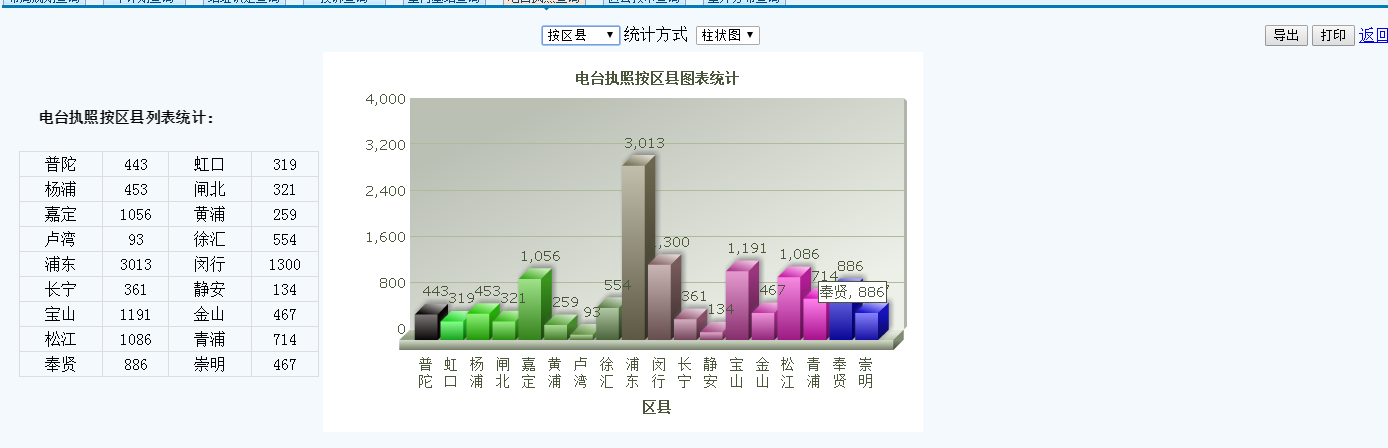 按区县 统计方式 柱状图 导出 打印 返回
电台执照按区县列表统计：
普陀 443 虹口 319
杨浦 453 闸北 321
嘉定 1056 黄浦 259
卢湾 93 徐汇 554
浦东 3013 闵行 1300
长宁 361 静安 134
宝山 1191 金山 467
松江 1086 青浦 714
奉贤 886 崇明 467
电台执照按区县图表统计
4,000
3,200
2,400
1,600
800
0
443 319 453 321 1,056 259 93 554 3,013 ,300 361 134 1,191 467 1,086 714 886
奉贤, 886
普陀 虹口 杨浦 闸北 嘉定 黄浦 卢湾 徐汇 浦东 闵行 长宁 静安 宝山 金山 松江 青浦 奉贤 崇明
区县